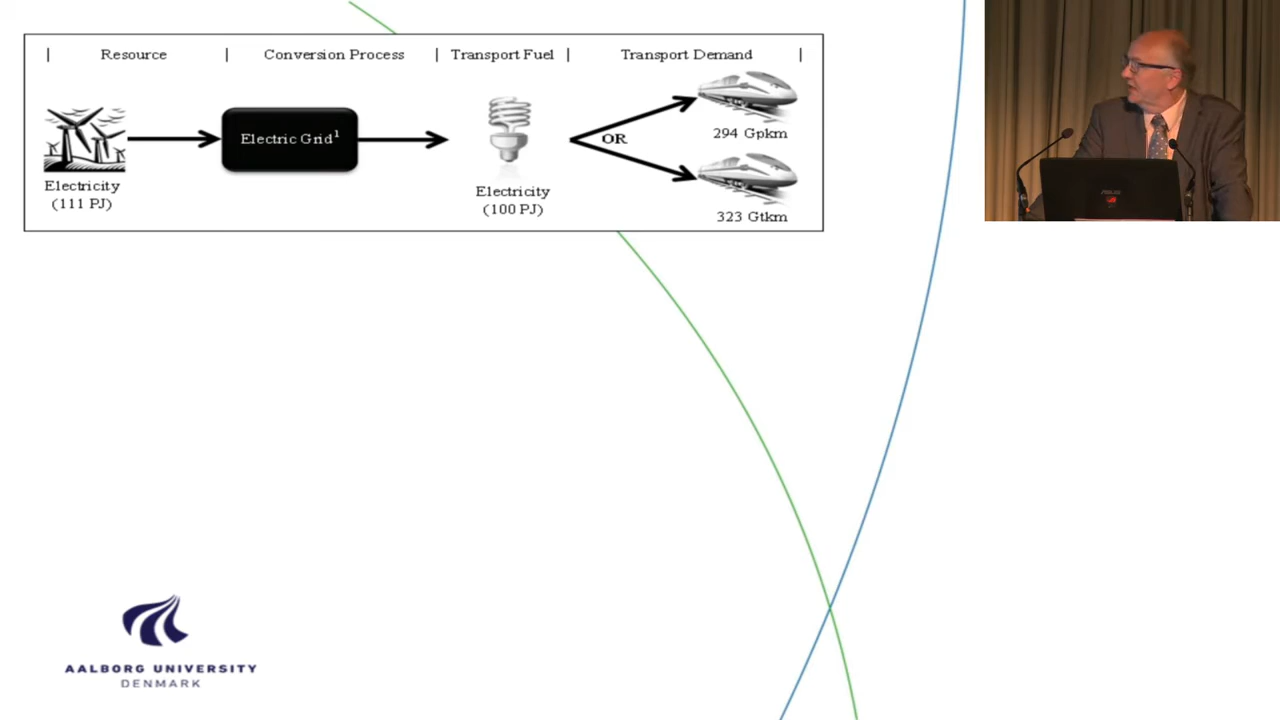 | Resource | Conversion Process | Transport Fuel | Transport Demand |
Electric Grid¹
OR
294 Gpkm
Electricity
(111 PJ)
Electricity
(100 PJ)
323 Gtkm
ASUS
AALBORG UNIVERSITY
DENMARK